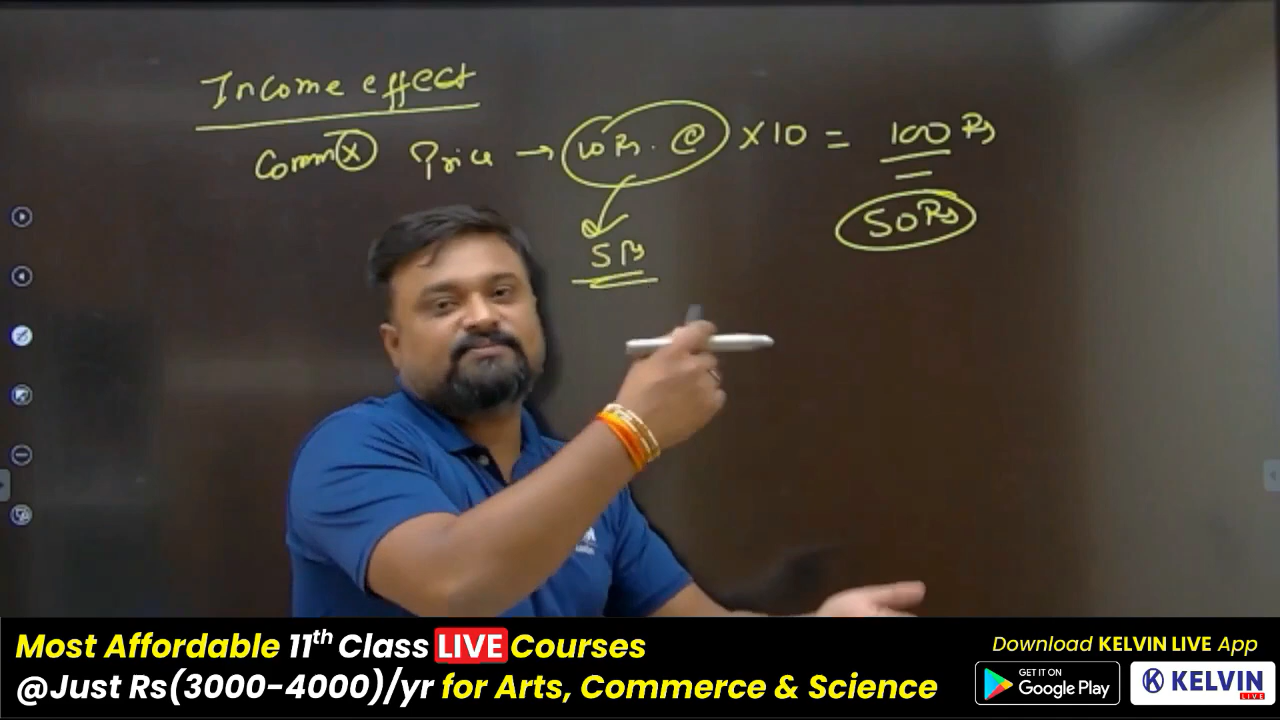 Income effect
Comm X Price → 10 Rs. @ X 10 = 100 Rs
50 Rs
5 Rs
Most Affordable 11th Class LIVE Courses
@Just Rs(3000-4000)/yr for Arts, Commerce & Science
Download KELVIN LIVE App
GET IT ON
Google Play
K KELVIN
LIVE